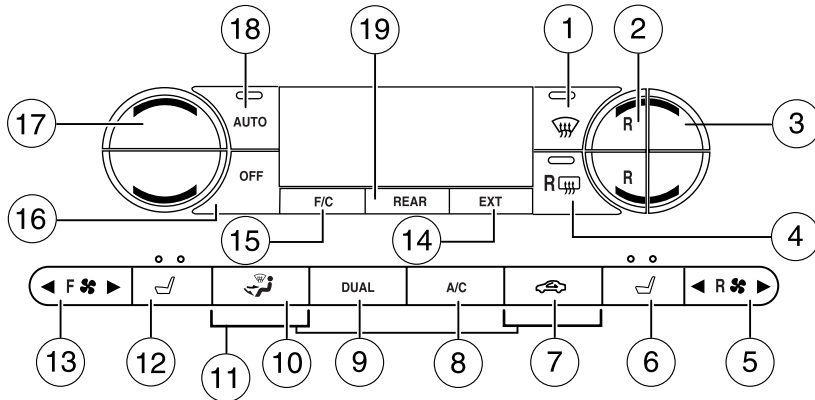 18 19 1 2
17 AUTO R 3
OFF R R
16 F/C REAR EXT 4
15 14
F DUAL A/C R
13 12 11 10 9 8 7 6 5